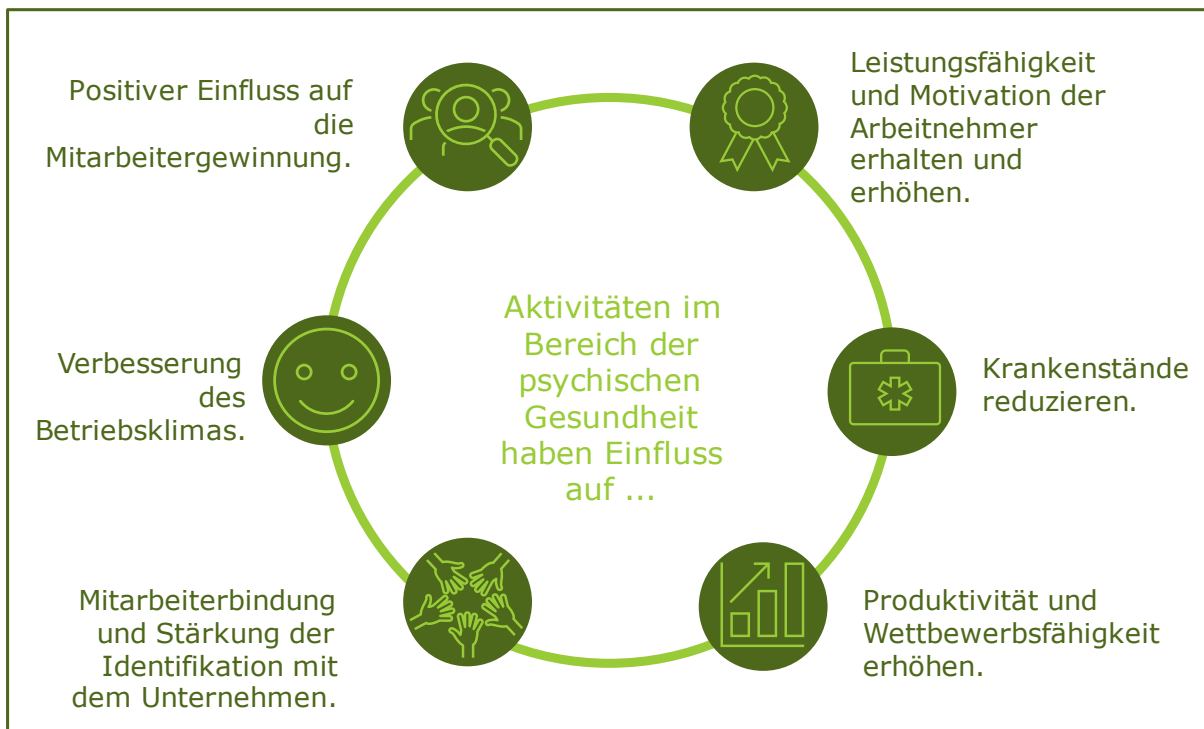 Positiver Einfluss auf
die
Mitarbeitergewinnung.
Leistungsfähigkeit
und Motivation der
Arbeitnehmer
erhalten und
erhöhen.
Aktivitäten im
Bereich der
psychischen
Gesundheit
haben Einfluss
auf ...
Verbesserung
des
Betriebsklimas.
Krankenstände
reduzieren.
Mitarbeiterbindung
und Stärkung der
Identifikation mit
dem Unternehmen.
Produktivität und
Wettbewerbsfähigkeit
erhöhen.